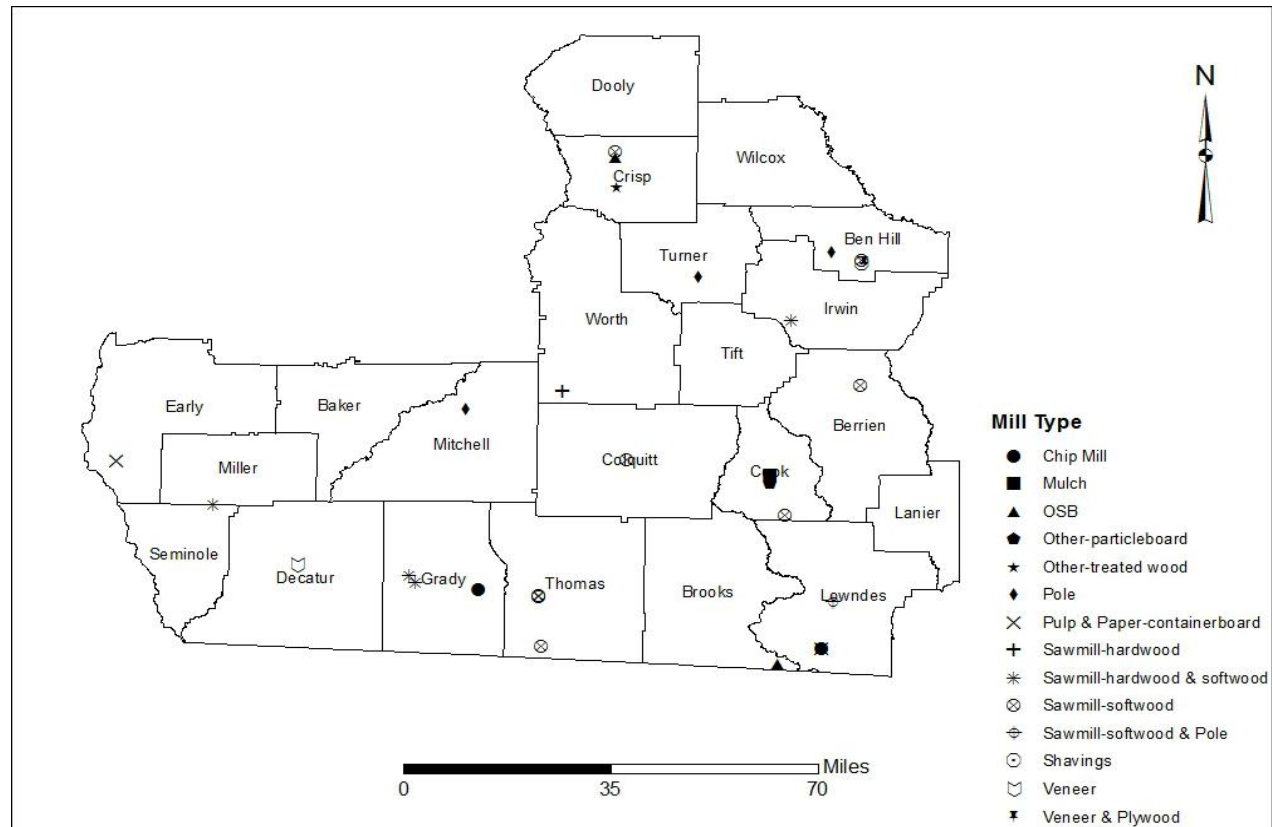 N
Dooly
Wilcox
Crisp
Ben Hill
Turner
Irwin
Worth
Tift
Early
Baker
Mitchell
Berrien
Miller
Colquitt
Cook
Lanier
Seminole
Decatur
Grady
Thomas
Brooks
Lowndes
Mill Type
Chip Mill
Mulch
OSB
Other-particleboard
Other-treated wood
Pole
Pulp & Paper-containerboard
Sawmill-hardwood
Sawmill-hardwood & softwood
Sawmill-softwood
Sawmill-softwood & Pole
Shavings
Veneer
Veneer & Plywood
Miles
0 35 70